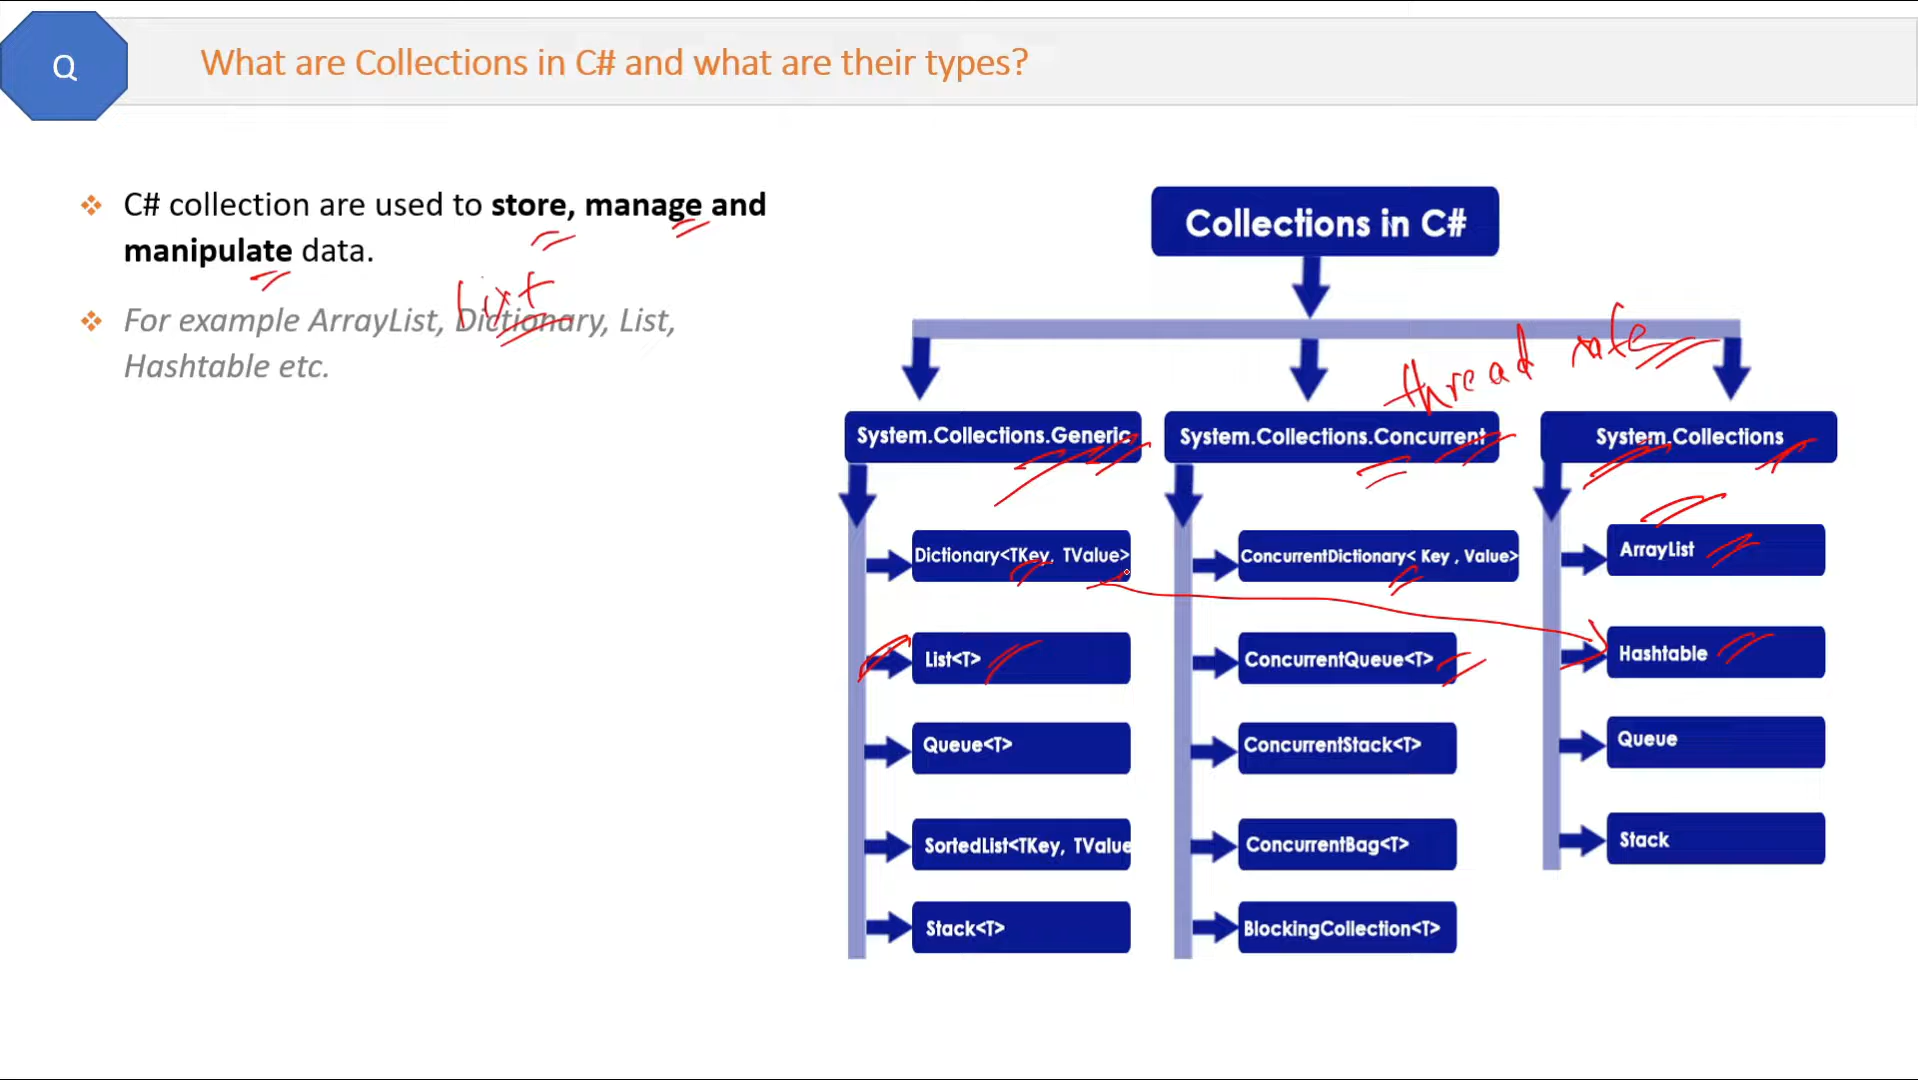 Q
What are Collections in C# and what are their types?
C# collection are used to store, manage and
manipulate data.
list
For example ArrayList, Dictionary, List,
Hashtable etc.
Collections in C#
thread safe
System.Collections.Generic
Dictionary<TKey, TValue>
List<T>
Queue<T>
SortedList<TKey, TValue
Stack<T>
System.Collections.Concurrent
ConcurrentDictionary< Key , Value>
ConcurrentQueue<T>
ConcurrentStack<T>
ConcurrentBag<T>
BlockingCollection<T>
System.Collections
ArrayList
Hashtable
Queue
Stack